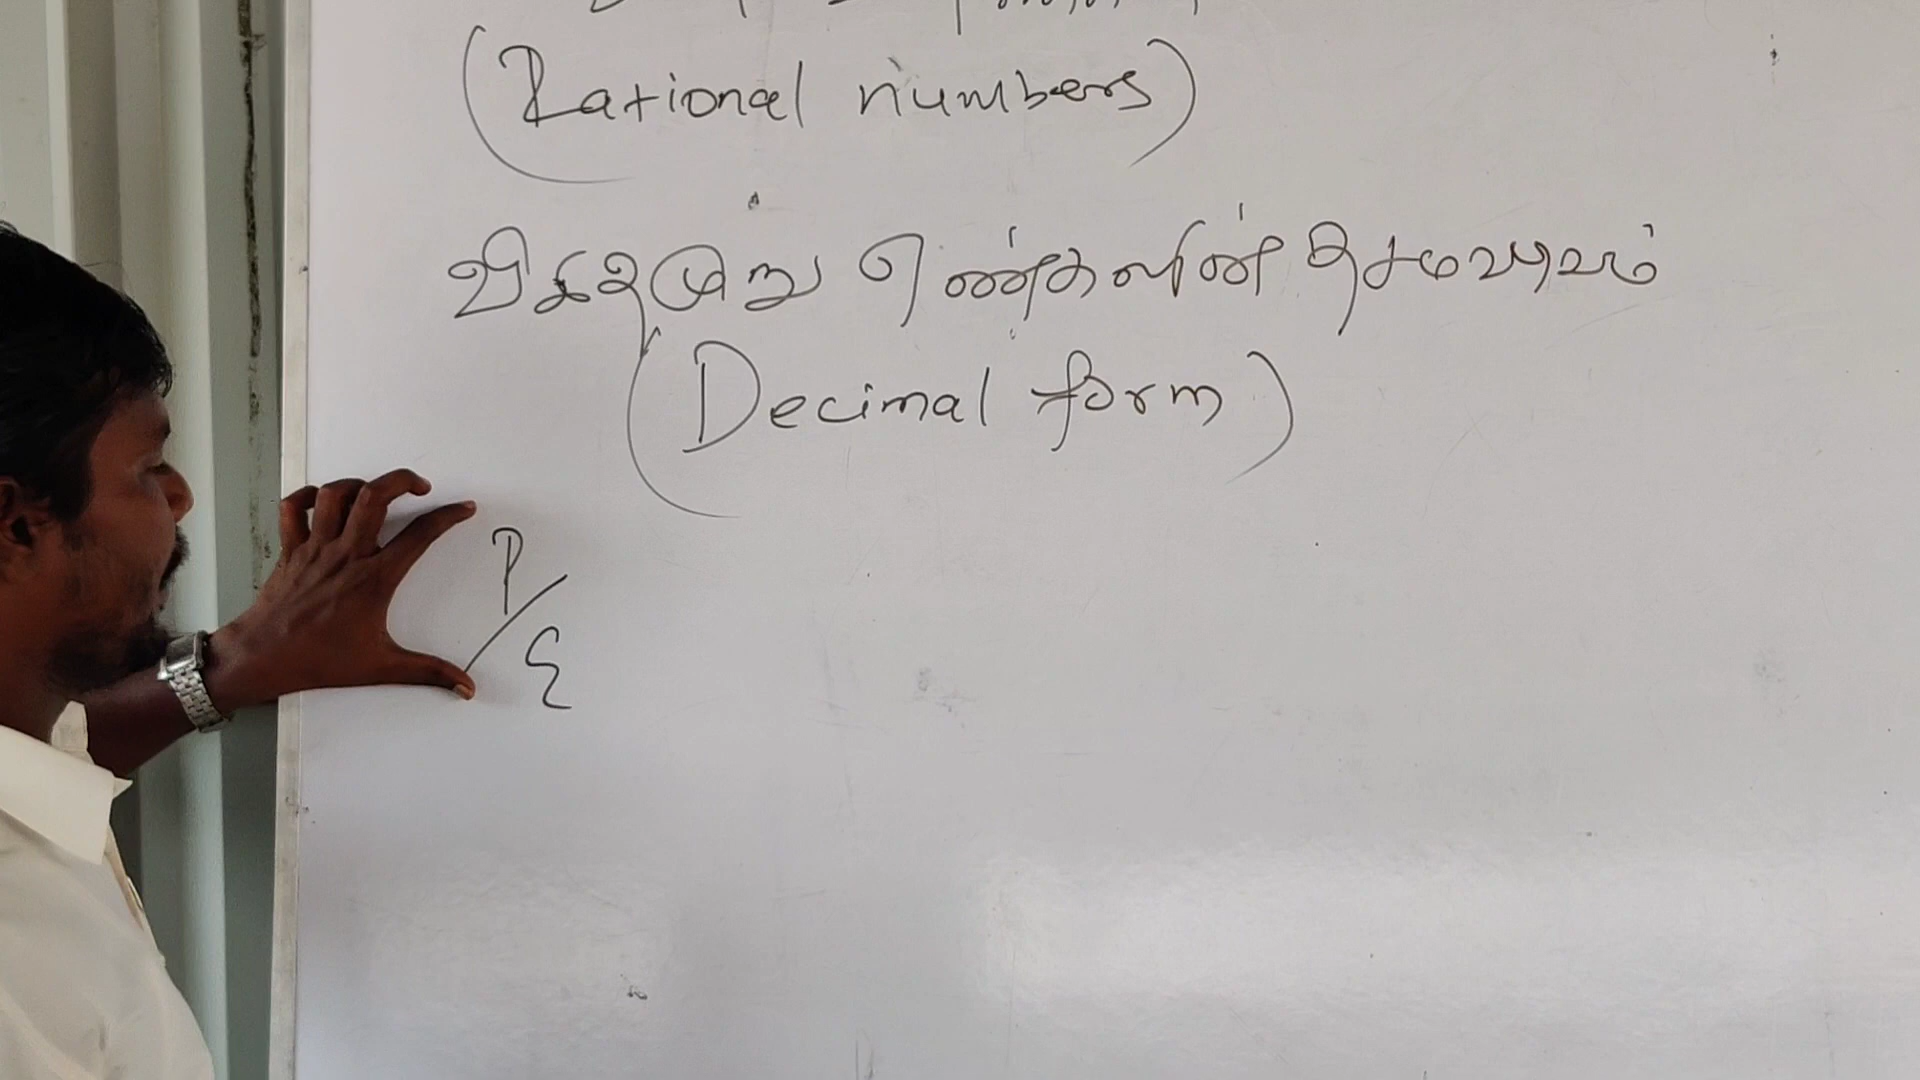 (Rational numbers)
விகிதமுறு எண்களின் தசமவடிவம்
(Decimal form)
P/